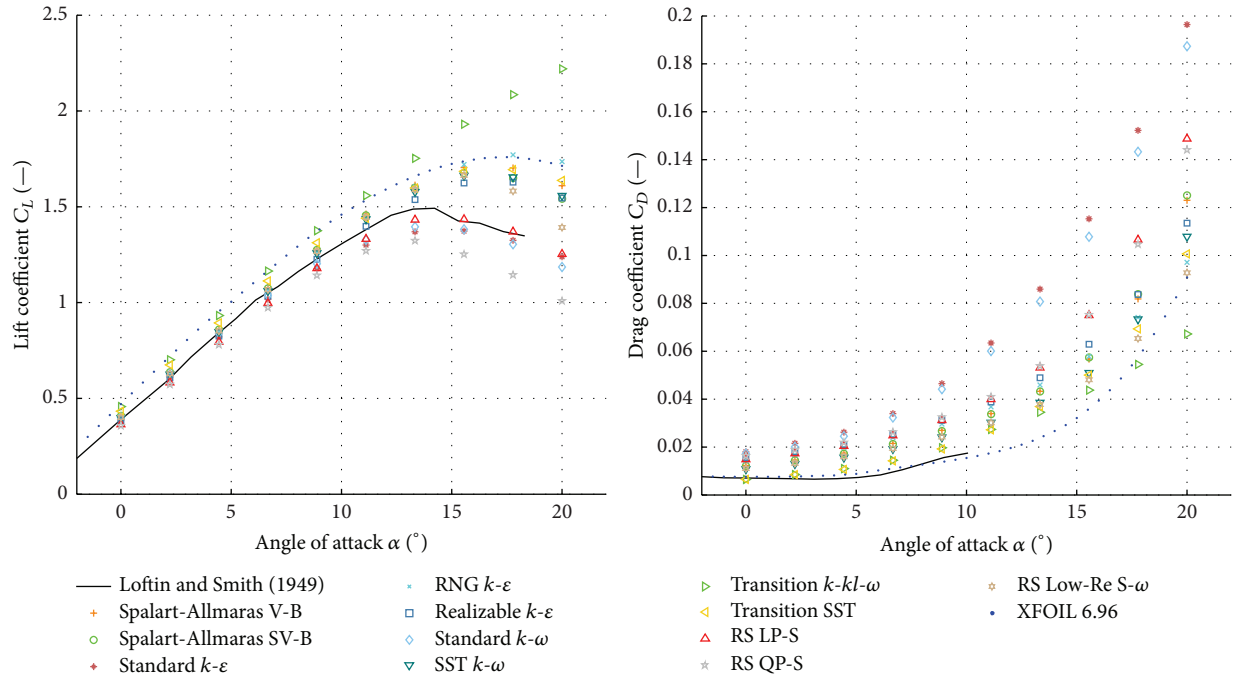 2.5
2
1.5
1
0.5
0
Lift coefficient C_L (—)
0 5 10 15 20
Angle of attack α (°)
0.2
0.18
0.16
0.14
0.12
0.1
0.08
0.06
0.04
0.02
0
Drag coefficient C_D (—)
0 5 10 15 20
Angle of attack α (°)
Loftin and Smith (1949)
Spalart-Allmaras V-B
Spalart-Allmaras SV-B
Standard k-ε
RNG k-ε
Realizable k-ε
Standard k-ω
SST k-ω
Transition k-kl-ω
Transition SST
RS LP-S
RS QP-S
RS Low-Re S-ω
XFOIL 6.96